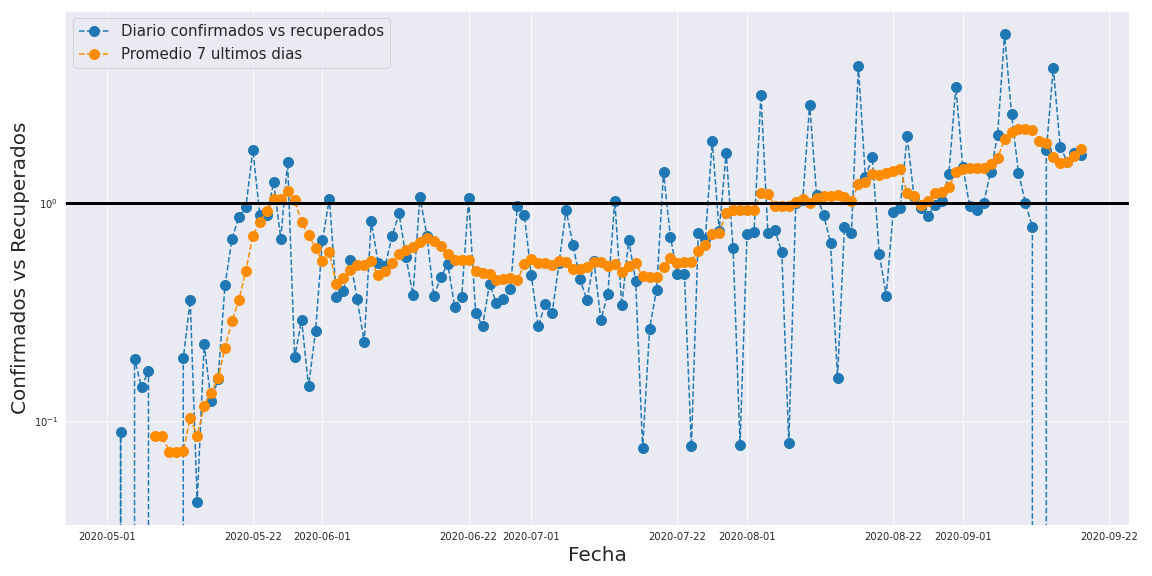 Diario confirmados vs recuperados
Promedio 7 ultimos dias
Confirmados vs Recuperados
10⁰
10⁻¹
2020-05-01 2020-05-22 2020-06-01 2020-06-22 2020-07-01 2020-07-22 2020-08-01 2020-08-22 2020-09-01 2020-09-22
Fecha